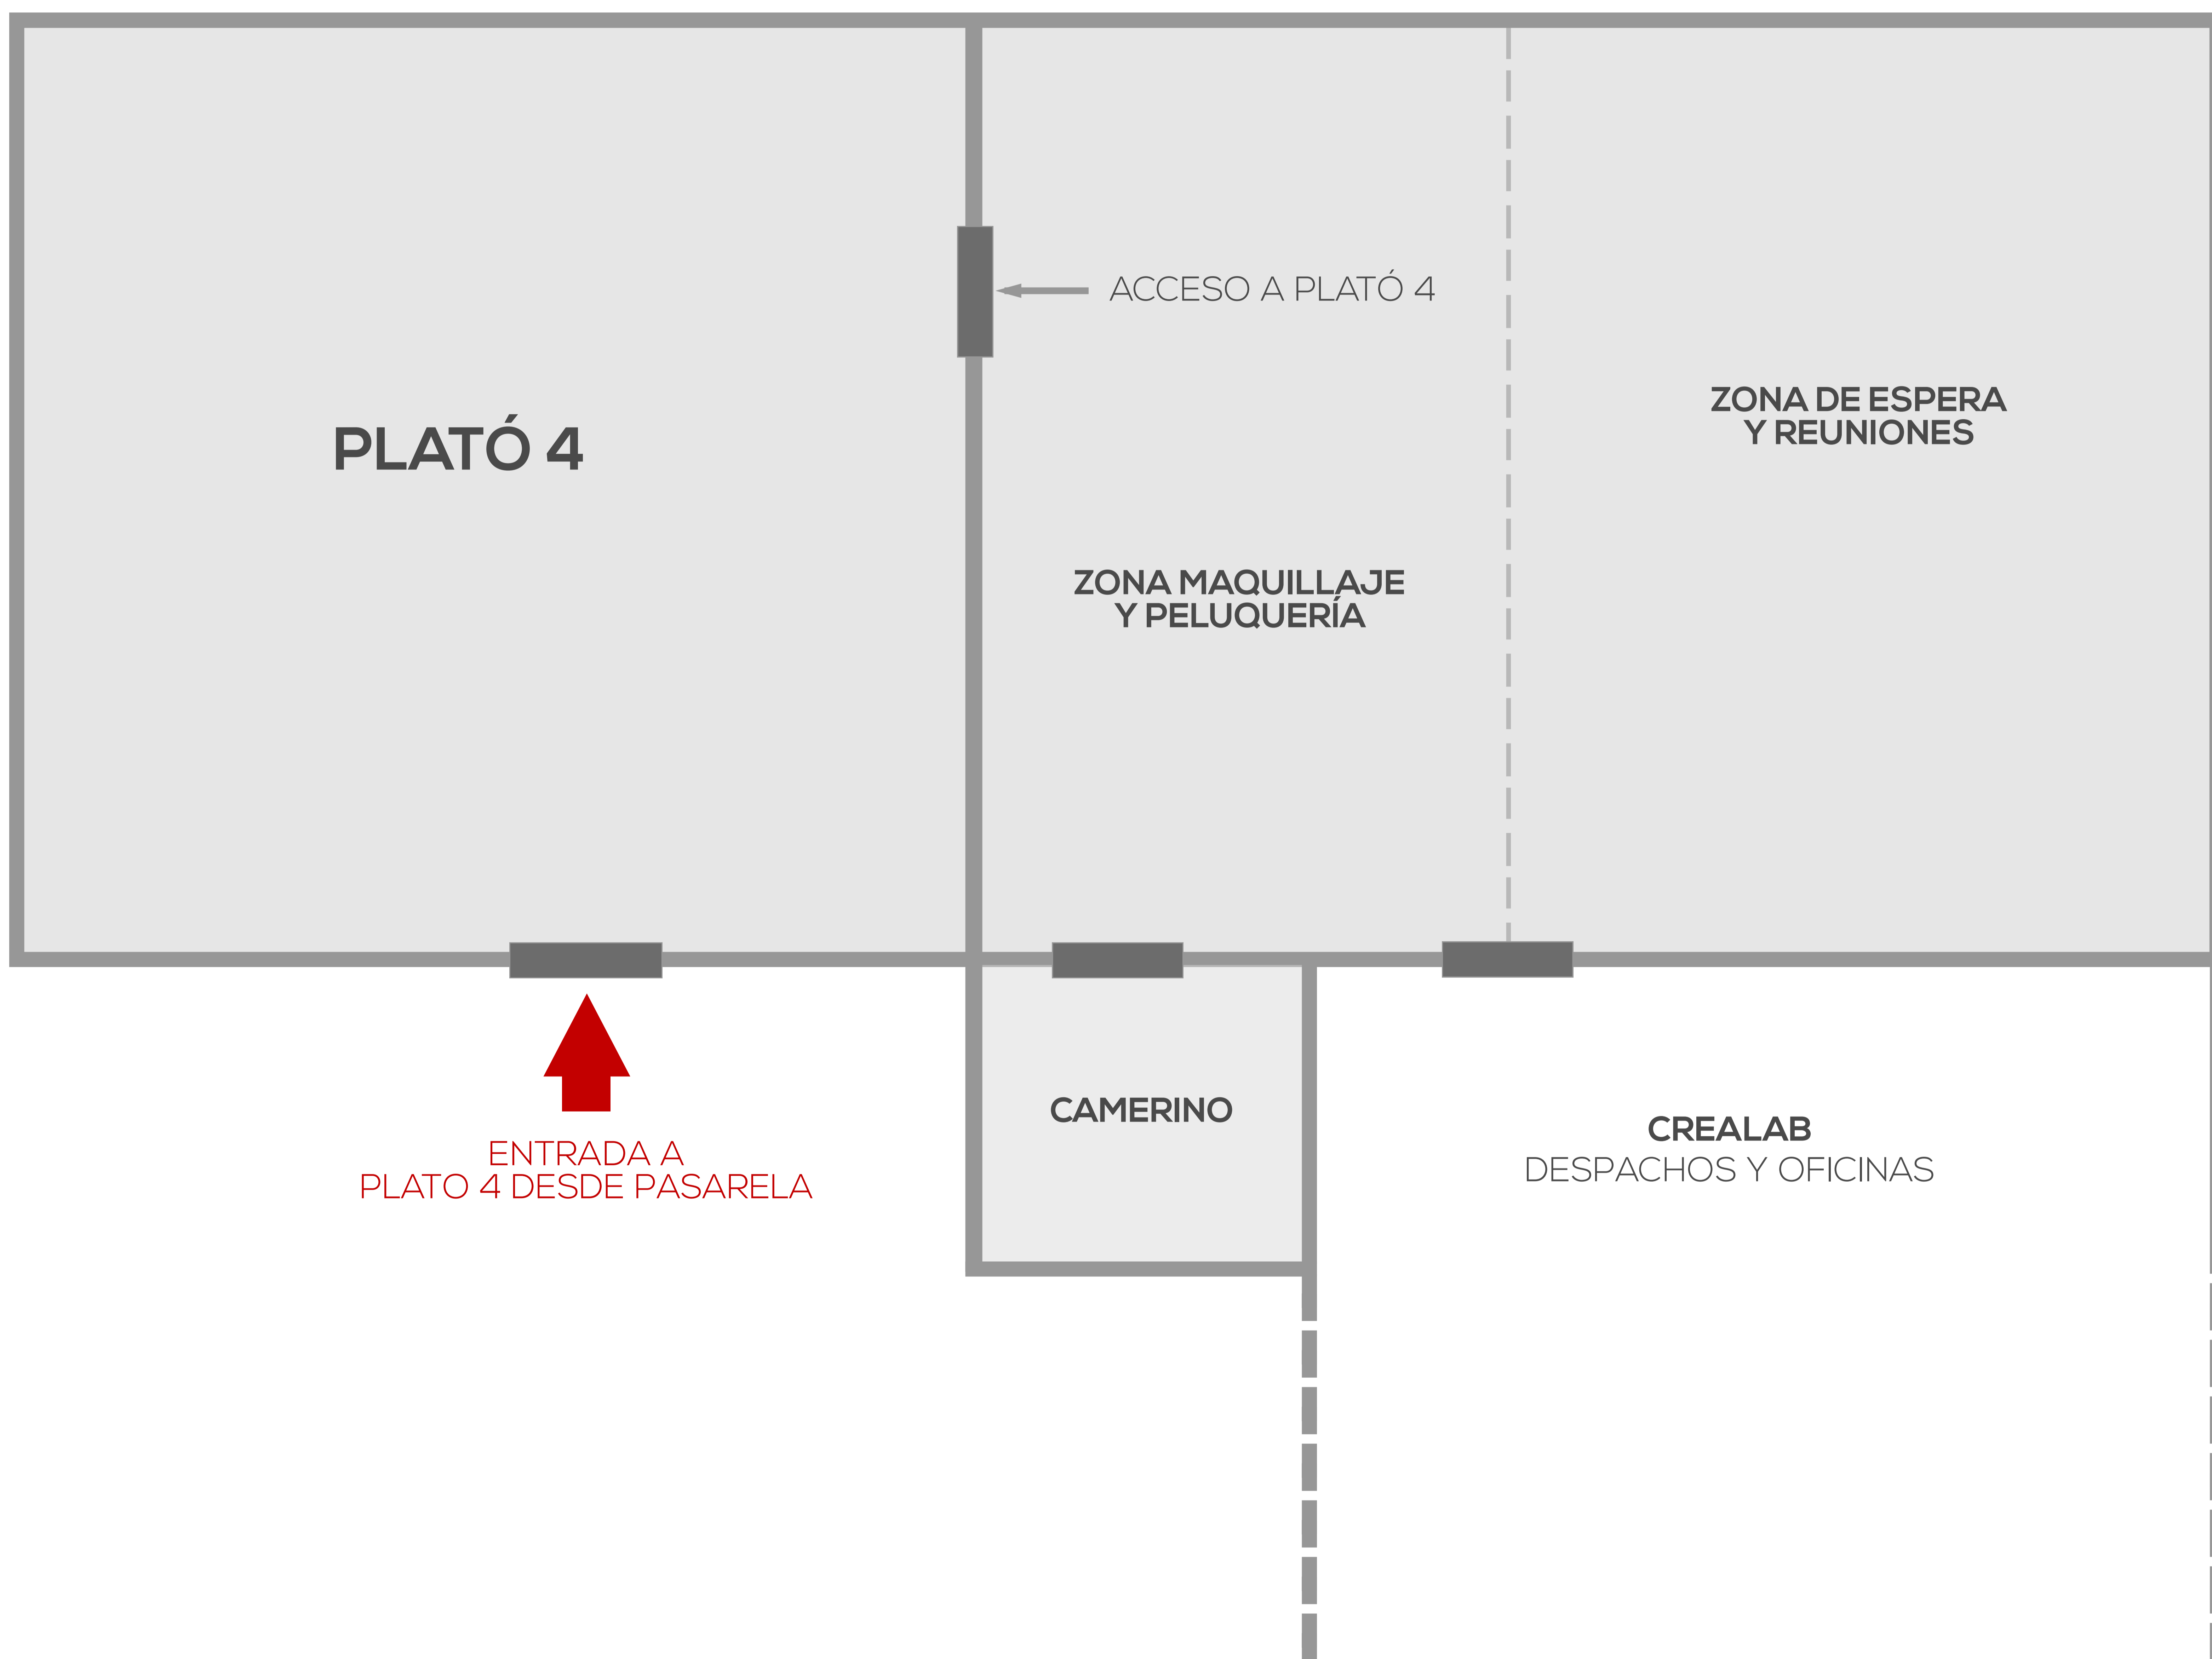 ACCESO A PLATÓ 4
ZONA DE ESPERA
Y REUNIONES
PLATÓ 4
ZONA MAQUILLAJE
Y PELUQUERÍA
CAMERINO
CREALAB
DESPACHOS Y OFICINAS
ENTRADA A
PLATO 4 DESDE PASARELA